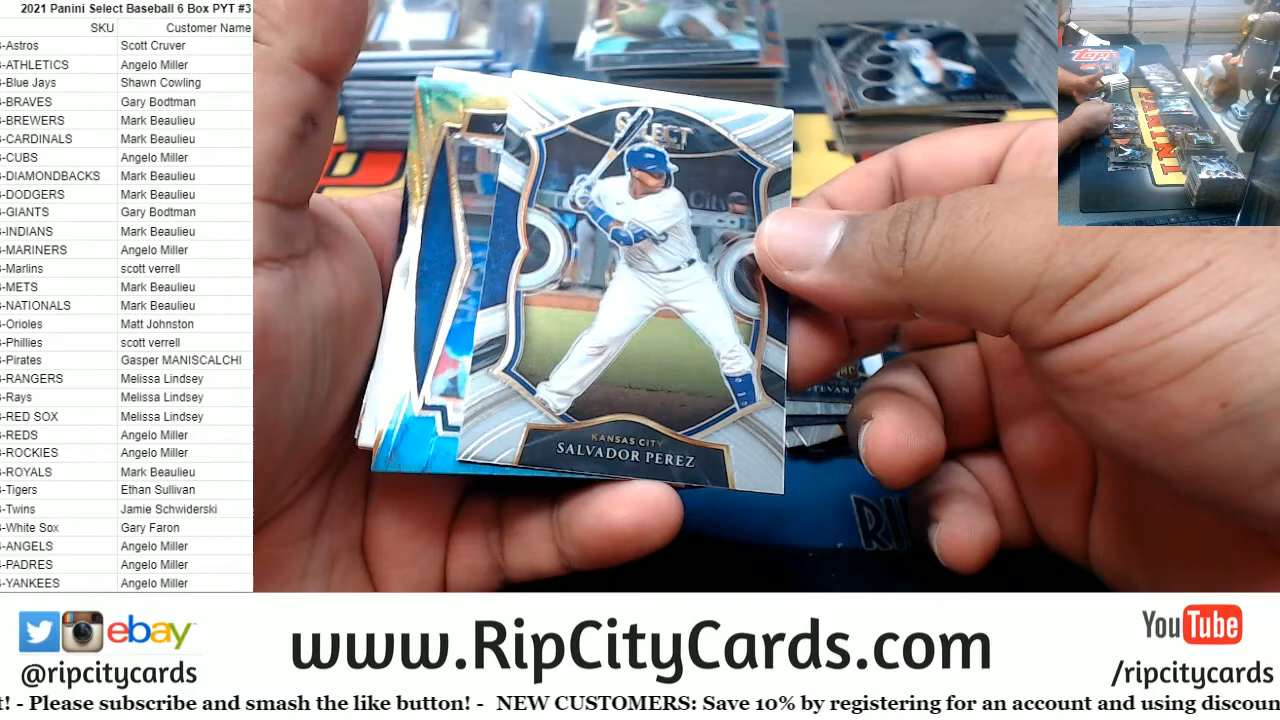 2021 Panini Select Baseball 6 Box PYT #3
SKU Customer Name
-Astros Scott Cruver
-ATHLETICS Angelo Miller
-Blue Jays Shawn Cowling
-BRAVES Gary Bodtman
-BREWERS Mark Beaulieu
-CARDINALS Mark Beaulieu
-CUBS Angelo Miller
-DIAMONDBACKS Mark Beaulieu
-DODGERS Mark Beaulieu
-GIANTS Gary Bodtman
-INDIANS Mark Beaulieu
-MARINERS Angelo Miller
-Marlins scott verrell
-METS Mark Beaulieu
-NATIONALS Mark Beaulieu
-Orioles Matt Johnston
-Phillies scott verrell
-Pirates Gasper MANISCALCHI
-RANGERS Melissa Lindsey
-Rays Melissa Lindsey
-RED SOX Melissa Lindsey
-REDS Angelo Miller
-ROCKIES Angelo Miller
-ROYALS Mark Beaulieu
-Tigers Ethan Sullivan
-Twins Jamie Schwiderski
-White Sox Gary Faron
-ANGELS Angelo Miller
-PADRES Angelo Miller
-YANKEES Angelo Miller
SELECT
KANSAS CITY
SALVADOR PEREZ
RI
Topps
PANINI
ebay
@ripcitycards
www.RipCityCards.com
YouTube
/ripcitycards
t! - Please subscribe and smash the like button! - NEW CUSTOMERS: Save 10% by registering for an account and using discoun